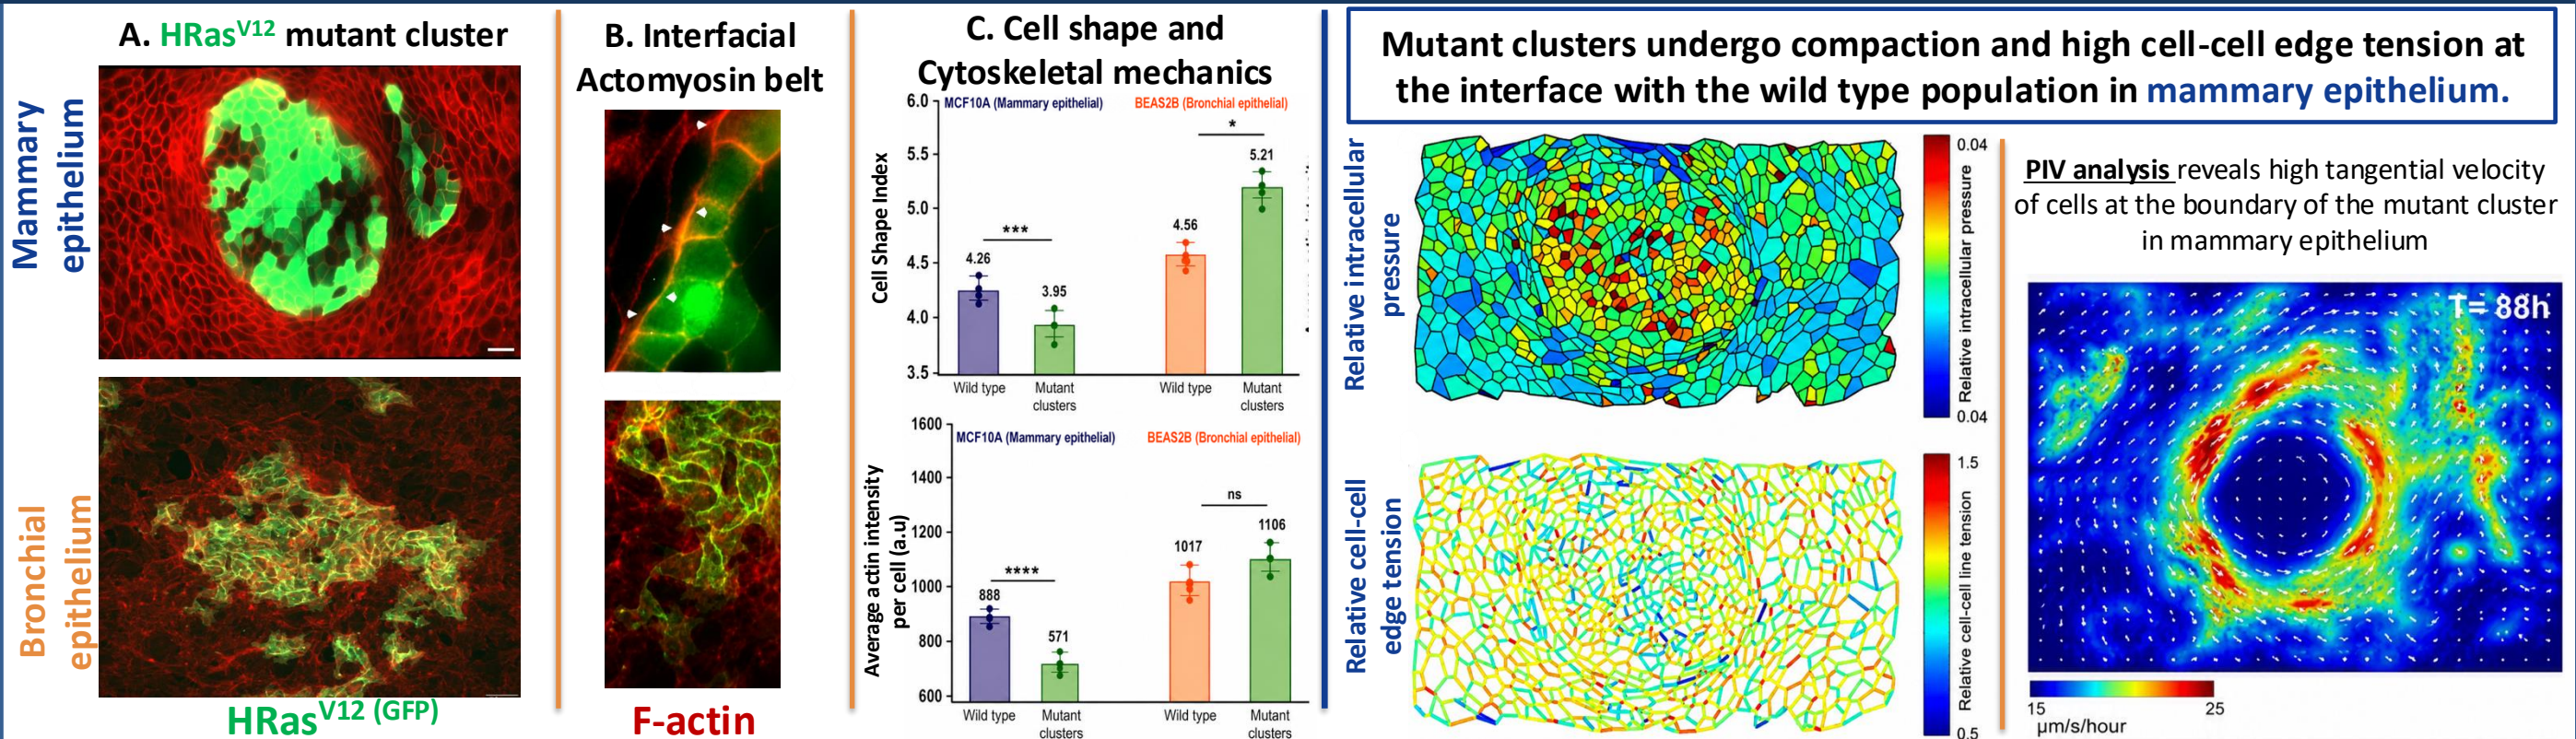 A. HRasV12 mutant cluster
Mammary
epithelium
Bronchial
epithelium
HRasV12 (GFP)
B. Interfacial
Actomyosin belt
F-actin
C. Cell shape and
Cytoskeletal mechanics
MCF10A (Mammary epithelial)
BEAS2B (Bronchial epithelial)
Cell Shape Index
6.0
5.5
5.0
4.5
4.0
3.5
4.26
***
3.95
4.56
*
5.21
Wild type
Mutant
clusters
Wild type
Mutant
clusters
MCF10A (Mammary epithelial)
BEAS2B (Bronchial epithelial)
Average actin intensity
per cell (a.u)
1600
1400
1200
1000
800
600
888
****
571
1017
ns
1106
Wild type
Mutant
clusters
Wild type
Mutant
clusters
Mutant clusters undergo compaction and high cell-cell edge tension at
the interface with the wild type population in mammary epithelium.
Relative intracellular
pressure
0.04
Relative intracellular pressure
0.04
Relative cell-cell
edge tension
1.5
Relative cell-cell line tension
0.5
PIV analysis reveals high tangential velocity
of cells at the boundary of the mutant cluster
in mammary epithelium
T= 88h
15
25
µm/s/hour